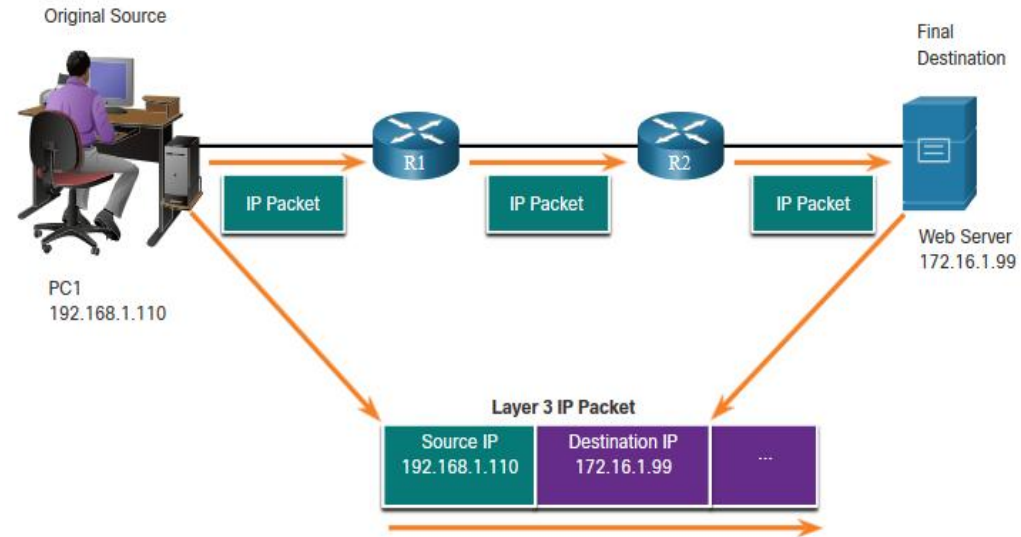 Original Source
Final
Destination
R1
R2
IP Packet
IP Packet
IP Packet
Web Server
172.16.1.99
PC1
192.168.1.110
Layer 3 IP Packet
Source IP
192.168.1.110
Destination IP
172.16.1.99
...